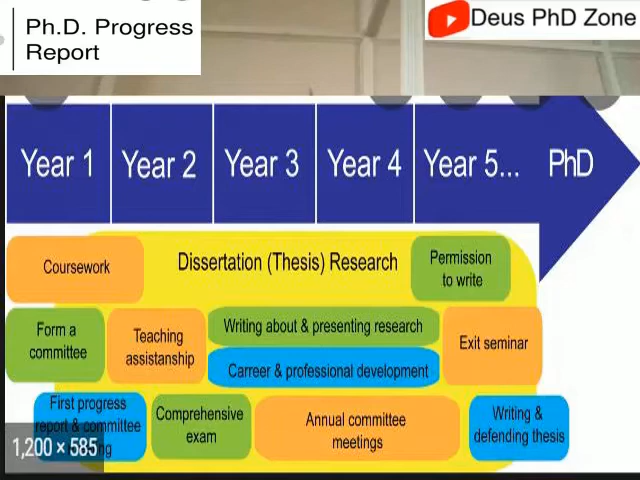 Ph.D. Progress
Report
Deus PhD Zone
Year 1
Year 2
Year 3
Year 4
Year 5...
PhD
Coursework
Dissertation (Thesis) Research
Permission
to write
Form a
committee
Teaching
assistanship
Writing about & presenting research
Carreer & professional development
Exit seminar
First progress
report & committee
Comprehensive
exam
Annual committee
meetings
Writing &
defending thesis
1,200 × 585